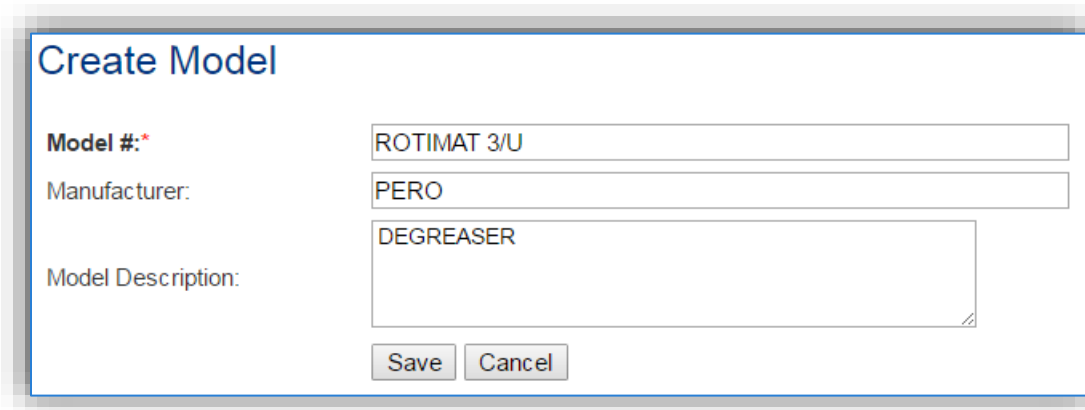 Create Model
Model #:* ROTIMAT 3/U
Manufacturer: PERO
Model Description: DEGREASER
Save Cancel